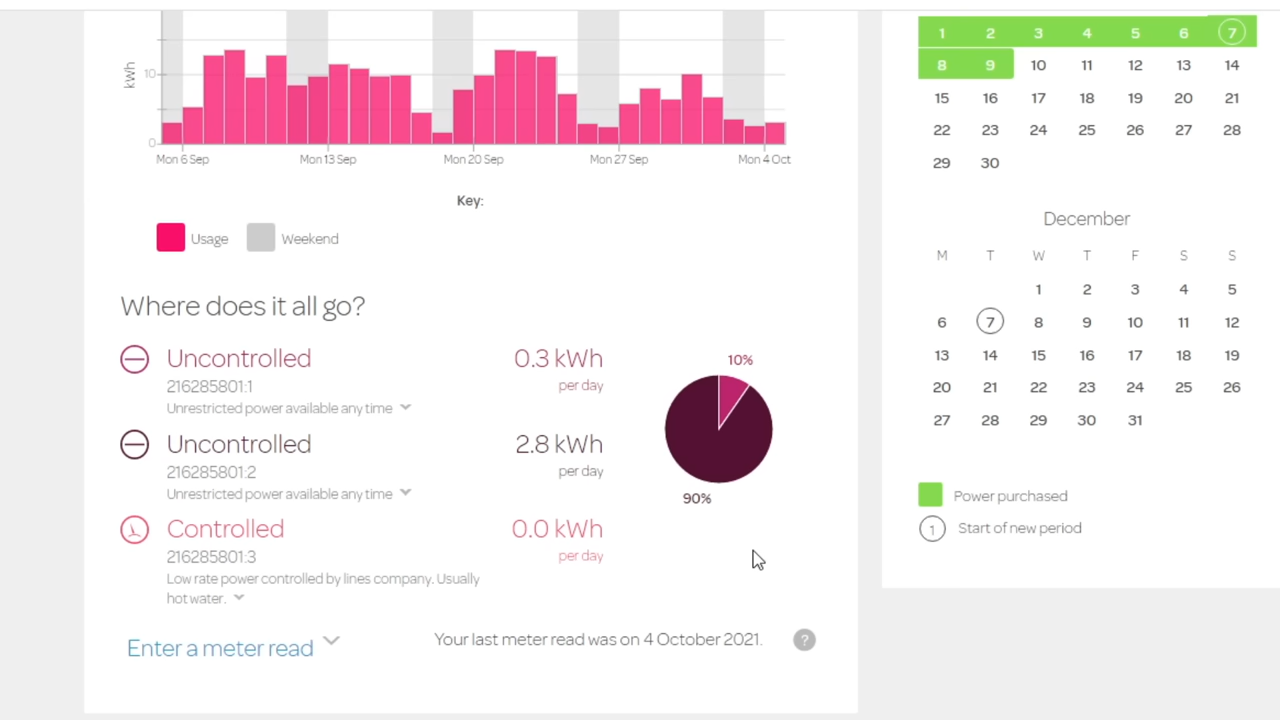 kWh
10
0
Mon 6 Sep Mon 13 Sep Mon 20 Sep Mon 27 Sep Mon 4 Oct
Key:
Usage Weekend
Where does it all go?
Uncontrolled 0.3 kWh
216285801:1 per day
Unrestricted power available any time
Uncontrolled 2.8 kWh
216285801:2 per day
Unrestricted power available any time
Controlled 0.0 kWh
216285801:3 per day
Low rate power controlled by lines company. Usually
hot water.
10%
90%
Enter a meter read
Your last meter read was on 4 October 2021. ?
1 2 3 4 5 6 7
8 9 10 11 12 13 14
15 16 17 18 19 20 21
22 23 24 25 26 27 28
29 30
December
M T W T F S S
1 2 3 4 5
6 7 8 9 10 11 12
13 14 15 16 17 18 19
20 21 22 23 24 25 26
27 28 29 30 31
Power purchased
1 Start of new period